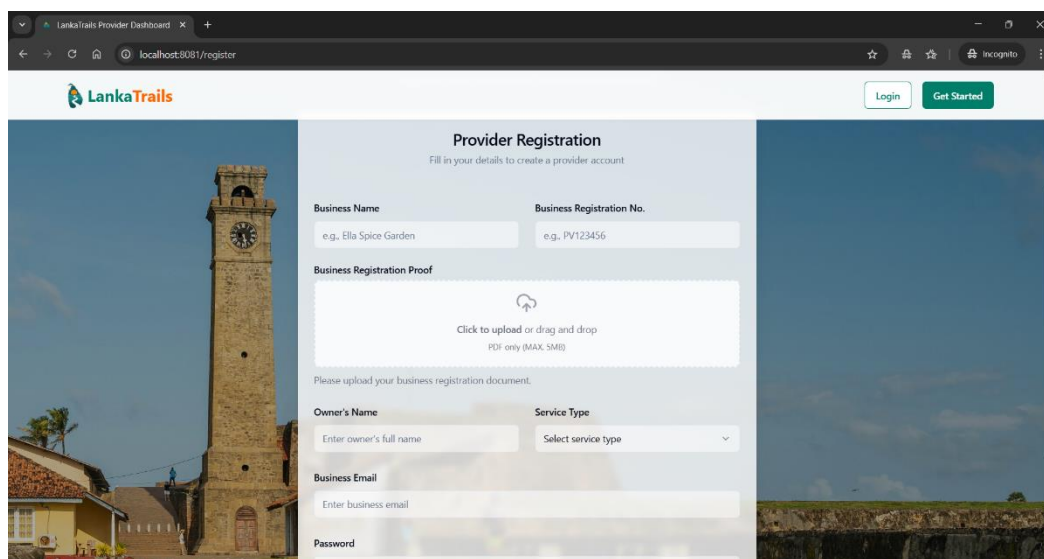 LankaTrails Provider Dashboard
localhost:8081/register
Incognito
LankaTrails
Login
Get Started
Provider Registration
Fill in your details to create a provider account
Business Name
Business Registration No.
e.g., Ella Spice Garden
e.g., PV123456
Business Registration Proof
Click to upload or drag and drop
PDF only (MAX. 5MB)
Please upload your business registration document.
Owner's Name
Service Type
Enter owner's full name
Select service type
Business Email
Enter business email
Password